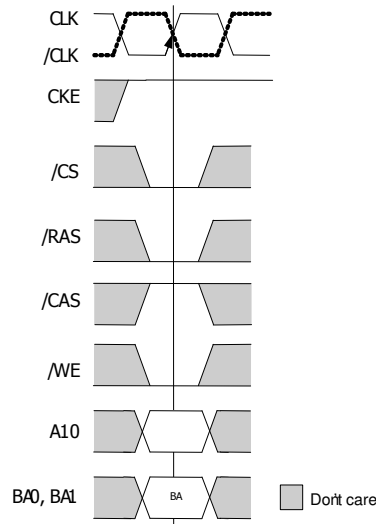 CLK
/CLK
CKE
/CS
/RAS
/CAS
/WE
A10
BA0, BA1
BA
Don't care